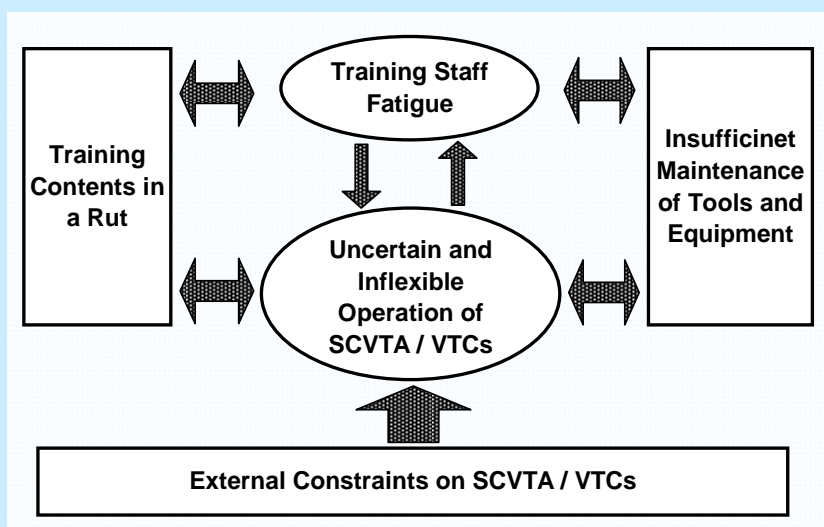 Training Staff
Fatigue
Training
Contents in
a Rut
Insufficinet
Maintenance
of Tools and
Equipment
Uncertain and
Inflexible
Operation of
SCVTA / VTCs
External Constraints on SCVTA / VTCs